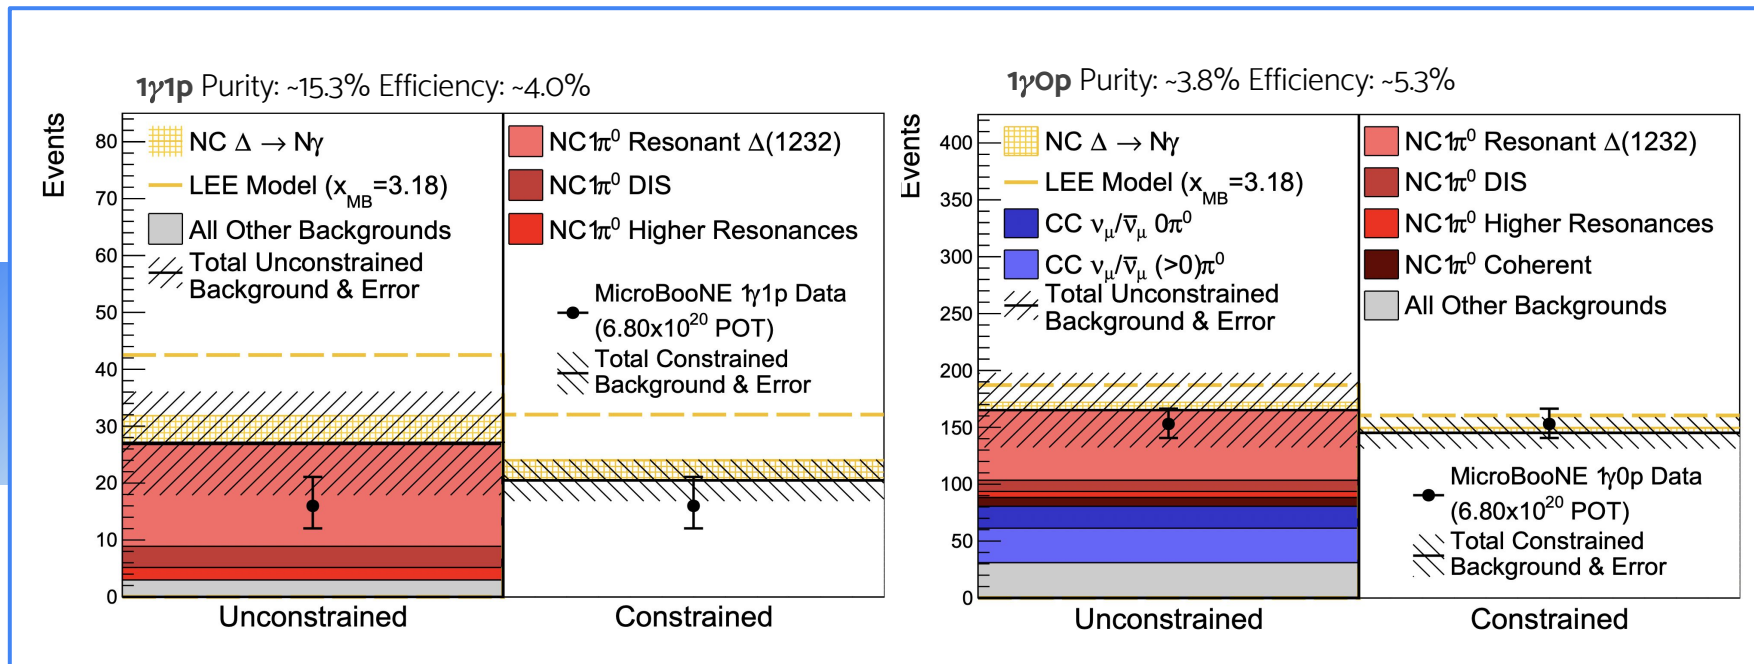 1γ1p Purity: ~15.3% Efficiency: ~4.0%
Events
80
70
60
50
40
30
20
10
0
NC Δ → Nγ
LEE Model (x_MB=3.18)
All Other Backgrounds
Total Unconstrained
Background & Error
NC1π⁰ Resonant Δ(1232)
NC1π⁰ DIS
NC1π⁰ Higher Resonances
MicroBooNE 1γ1p Data
(6.80x10²⁰ POT)
Total Constrained
Background & Error
Unconstrained
Constrained
1γ0p Purity: ~3.8% Efficiency: ~5.3%
Events
400
350
300
250
200
150
100
50
0
NC Δ → Nγ
LEE Model (x_MB=3.18)
CC ν_μ/ν̅_μ 0π⁰
CC ν_μ/ν̅_μ (>0)π⁰
Total Unconstrained
Background & Error
NC1π⁰ Resonant Δ(1232)
NC1π⁰ DIS
NC1π⁰ Higher Resonances
NC1π⁰ Coherent
All Other Backgrounds
MicroBooNE 1γ0p Data
(6.80x10²⁰ POT)
Total Constrained
Background & Error
Unconstrained
Constrained